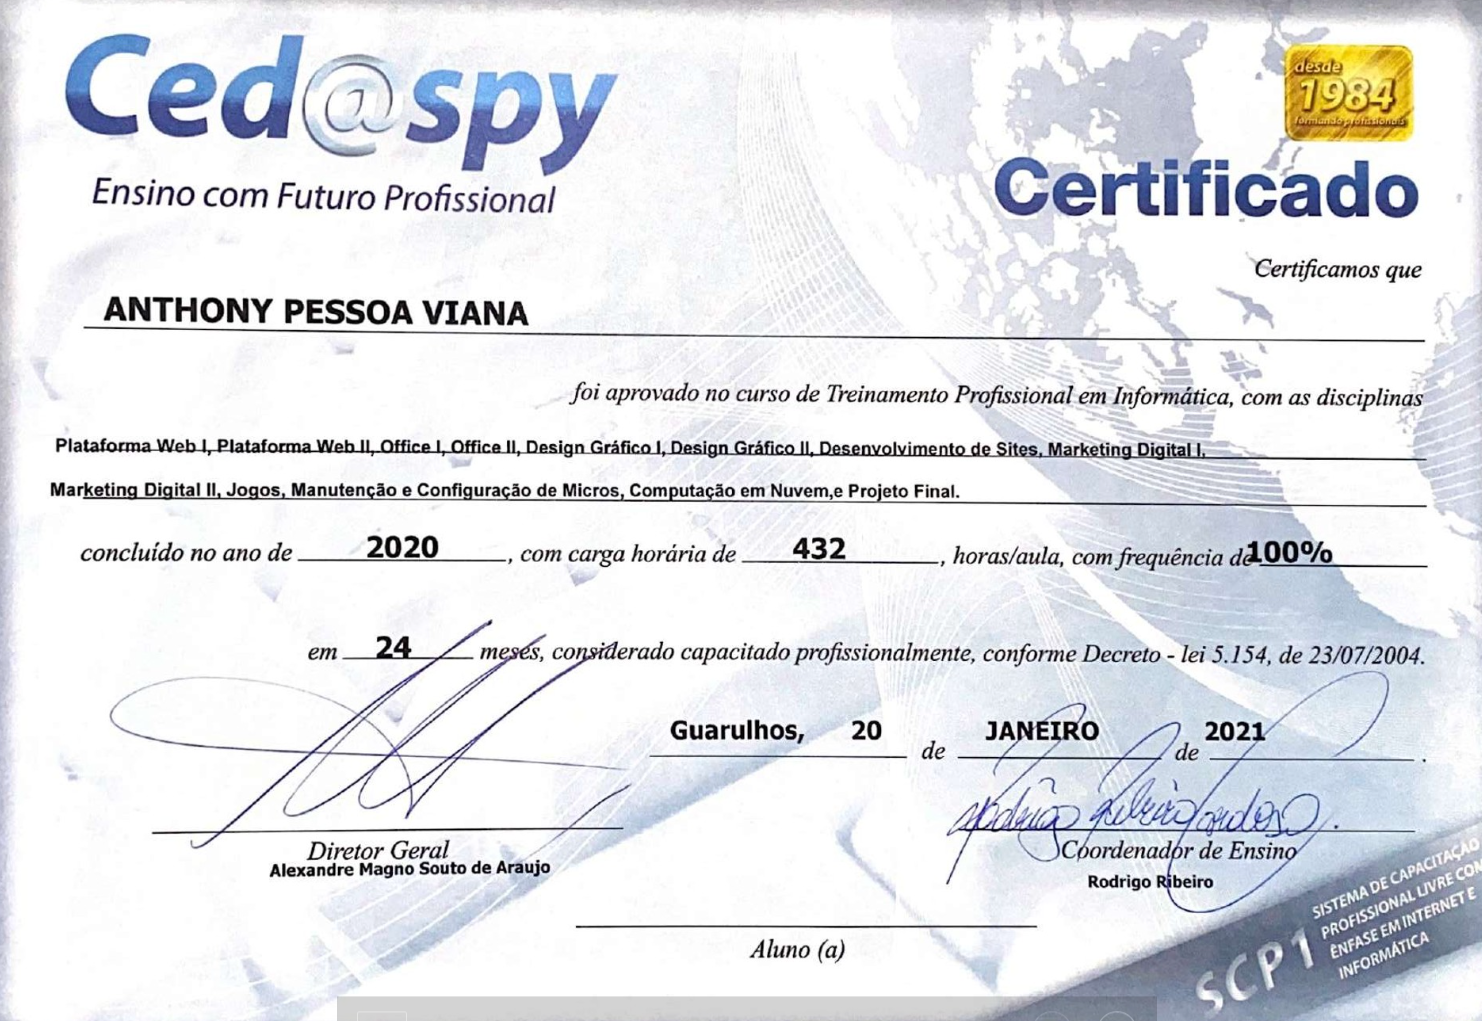 Ced@spy
Ensino com Futuro Profissional
desde
1984
formando profissionais
Certificado
Certificamos que
ANTHONY PESSOA VIANA
foi aprovado no curso de Treinamento Profissional em Informática, com as disciplinas
Plataforma Web I, Plataforma Web II, Office I, Office II, Design Gráfico I, Design Gráfico II, Desenvolvimento de Sites, Marketing Digital I,
Marketing Digital II, Jogos, Manutenção e Configuração de Micros, Computação em Nuvem,e Projeto Final.
concluído no ano de 2020, com carga horária de 432, horas/aula, com frequência de 100%
em 24 meses, considerado capacitado profissionalmente, conforme Decreto - lei 5.154, de 23/07/2004.
Guarulhos, 20 de JANEIRO de 2021.
Rodrigo Ribeiro Cardoso.
Diretor Geral
Alexandre Magno Souto de Araujo
Coordenador de Ensino
Rodrigo Ribeiro
Aluno (a)
SCP1
SISTEMA DE CAPACITAÇÃO
PROFISSIONAL LIVRE COM
ÊNFASE EM INTERNET E
INFORMÁTICA